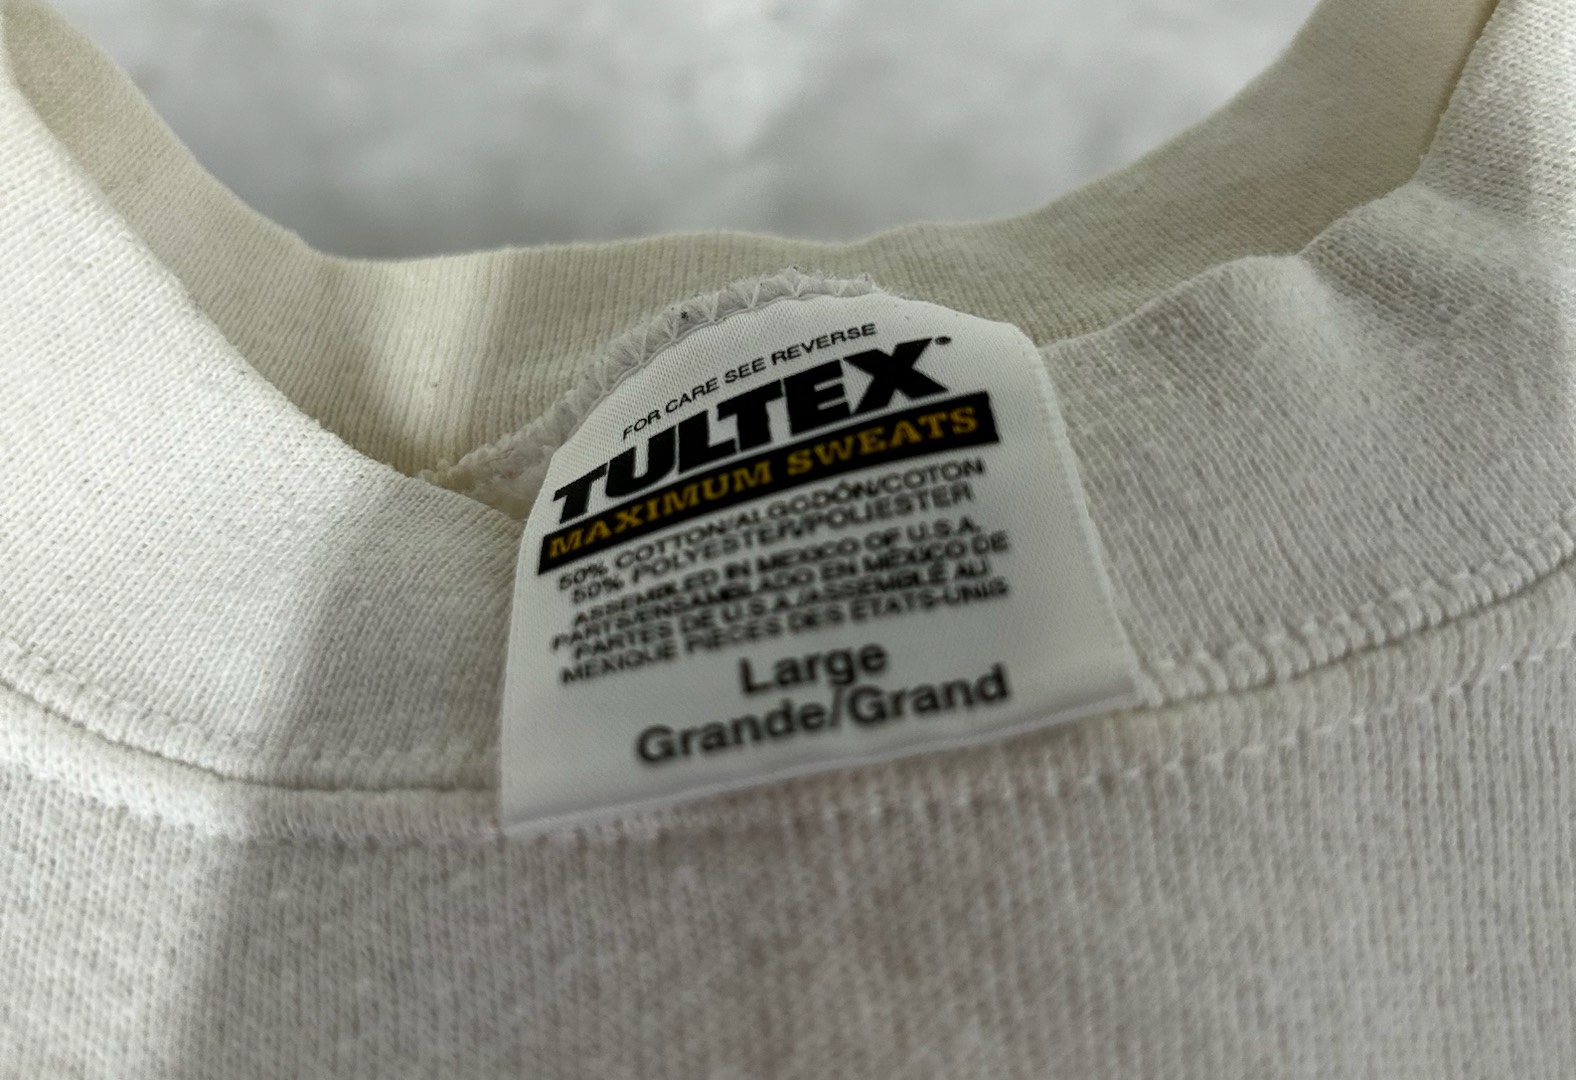 FOR CARE SEE REVERSE
TULTEX
MAXIMUM SWEATS
50% COTTON/ALGODÓN/COTON
50% POLYESTER/POLIESTER
ASSEMBLED IN MEXICO OF U.S.A.
PARTS/ENSAMBLADO EN MÉXICO DE
PARTES DE U.S.A./ASSEMBLÉ AU
MEXIQUE PIÈCES DES ÉTATS-UNIS
Large
Grande/Grand